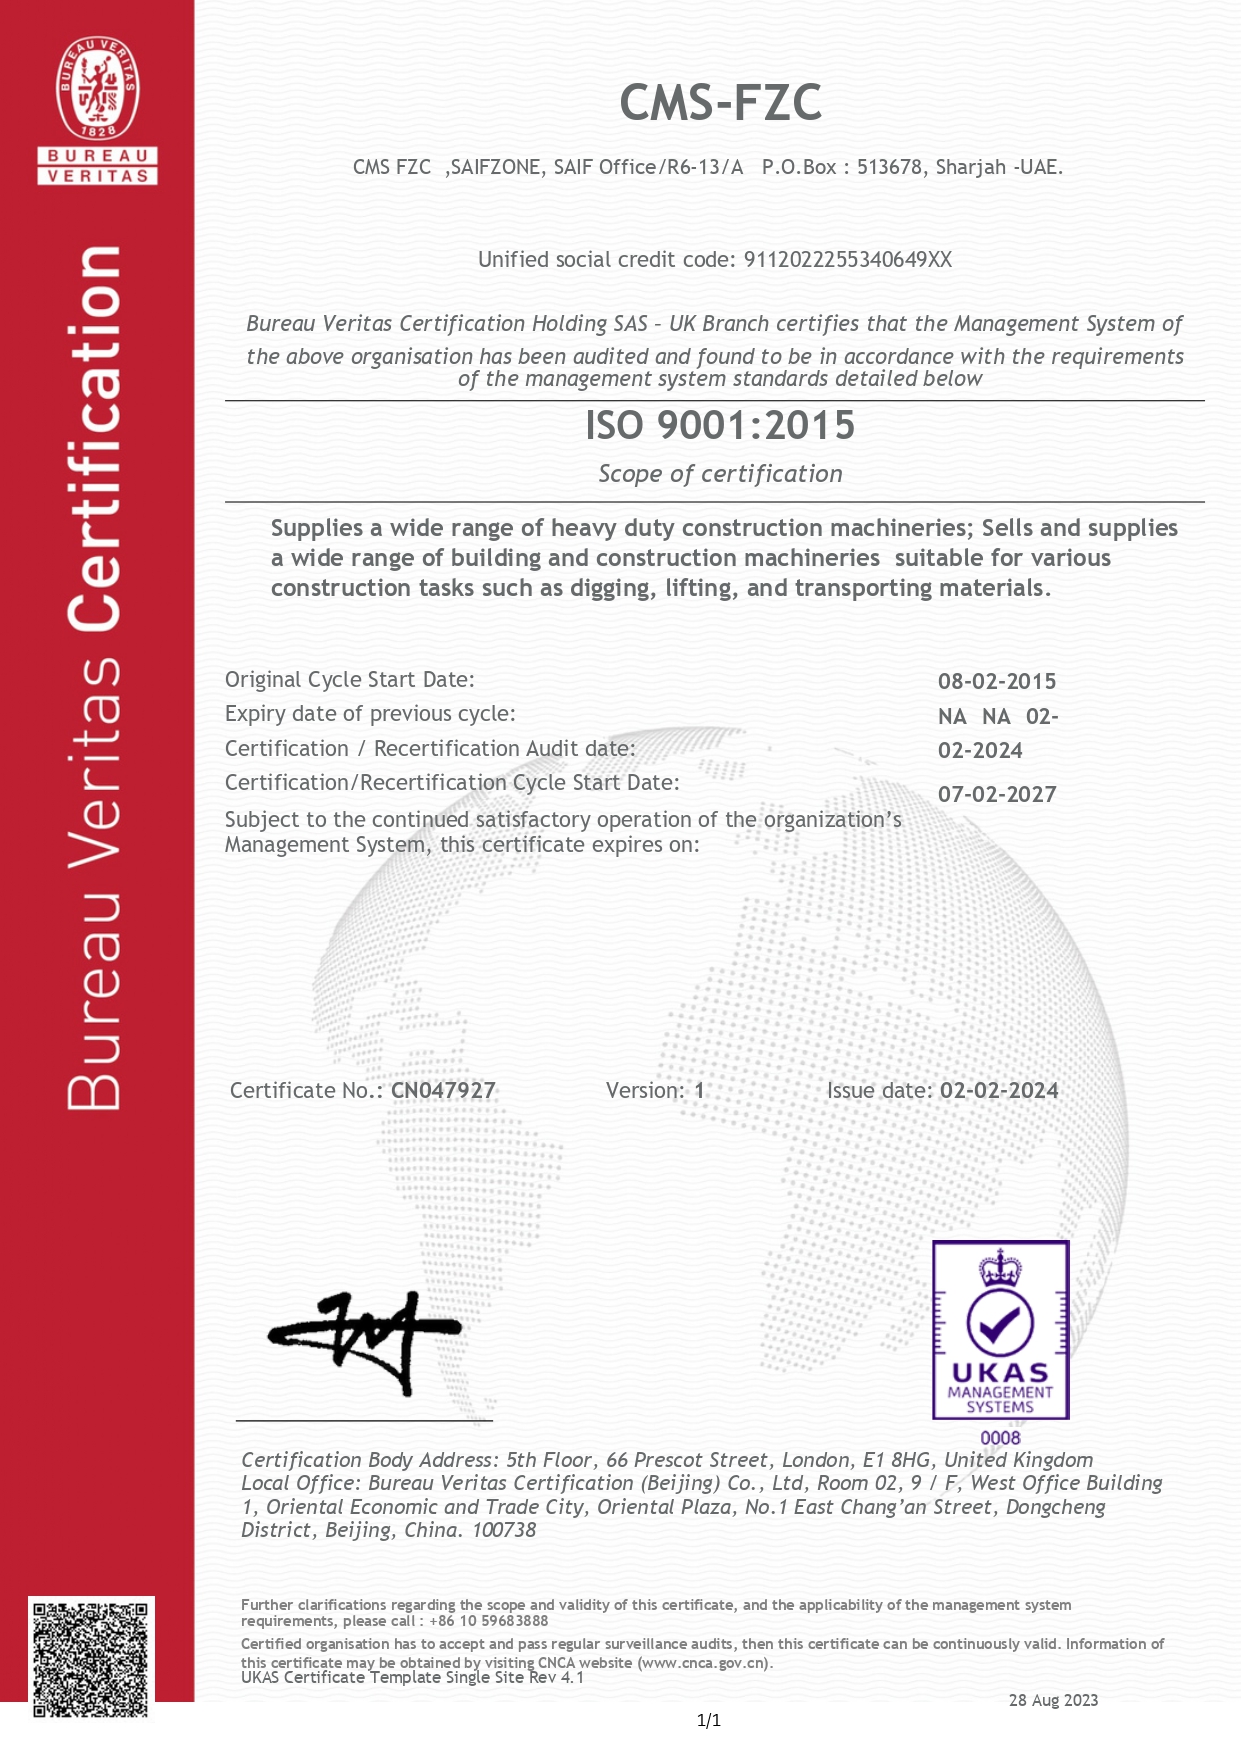 BUREAU VERITAS
1828
BUREAU
VERITAS
Bureau Veritas Certification
CMS-FZC
CMS FZC ,SAIFZONE, SAIF Office/R6-13/A P.O.Box : 513678, Sharjah -UAE.
Unified social credit code: 9112022255340649XX
Bureau Veritas Certification Holding SAS – UK Branch certifies that the Management System of
the above organisation has been audited and found to be in accordance with the requirements
of the management system standards detailed below
ISO 9001:2015
Scope of certification
Supplies a wide range of heavy duty construction machineries; Sells and supplies
a wide range of building and construction machineries suitable for various
construction tasks such as digging, lifting, and transporting materials.
Original Cycle Start Date: 08-02-2015
Expiry date of previous cycle: NA NA 02-
Certification / Recertification Audit date: 02-2024
Certification/Recertification Cycle Start Date: 07-02-2027
Subject to the continued satisfactory operation of the organization’s
Management System, this certificate expires on:
Certificate No.: CN047927 Version: 1 Issue date: 02-02-2024
UKAS
MANAGEMENT
SYSTEMS
0008
Certification Body Address: 5th Floor, 66 Prescot Street, London, E1 8HG, United Kingdom
Local Office: Bureau Veritas Certification (Beijing) Co., Ltd, Room 02, 9 / F, West Office Building
1, Oriental Economic and Trade City, Oriental Plaza, No.1 East Chang’an Street, Dongcheng
District, Beijing, China. 100738
Further clarifications regarding the scope and validity of this certificate, and the applicability of the management system
requirements, please call : +86 10 59683888
Certified organisation has to accept and pass regular surveillance audits, then this certificate can be continuously valid. Information of
this certificate may be obtained by visiting CNCA website (www.cnca.gov.cn).
UKAS Certificate Template Single Site Rev 4.1
28 Aug 2023
1/1